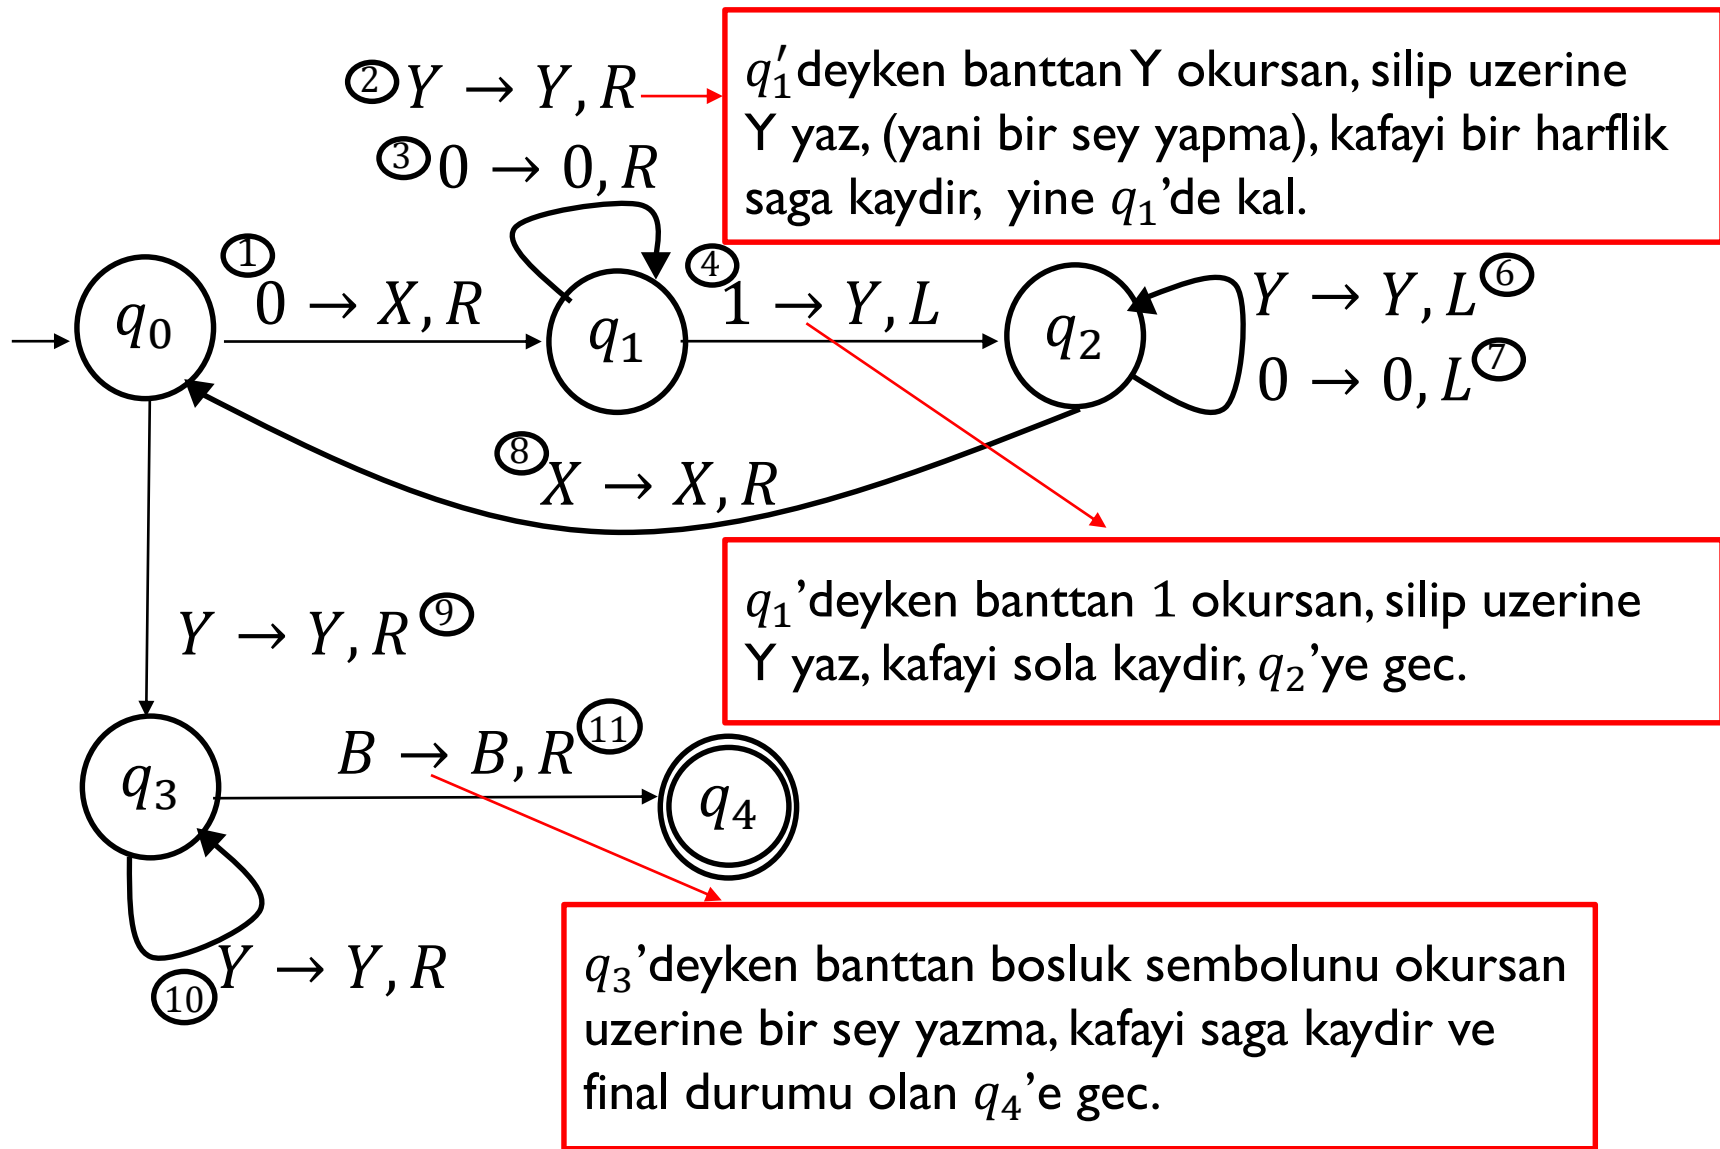 ② Y → Y, R
③ 0 → 0, R
q₁′deyken banttan Y okursan, silip uzerine
Y yaz, (yani bir sey yapma), kafayi bir harflik
saga kaydir, yine q₁'de kal.
q₀
① 0 → X, R
q₁
④ 1 → Y, L
q₂
Y → Y, L ⑥
0 → 0, L ⑦
⑧ X → X, R
q₁'deyken banttan 1 okursan, silip uzerine
Y yaz, kafayi sola kaydir, q₂'ye gec.
Y → Y, R ⑨
q₃
B → B, R ⑪
q₄
⑩ Y → Y, R
q₃'deyken banttan bosluk sembolunu okursan
uzerine bir sey yazma, kafayi saga kaydir ve
final durumu olan q₄'e gec.